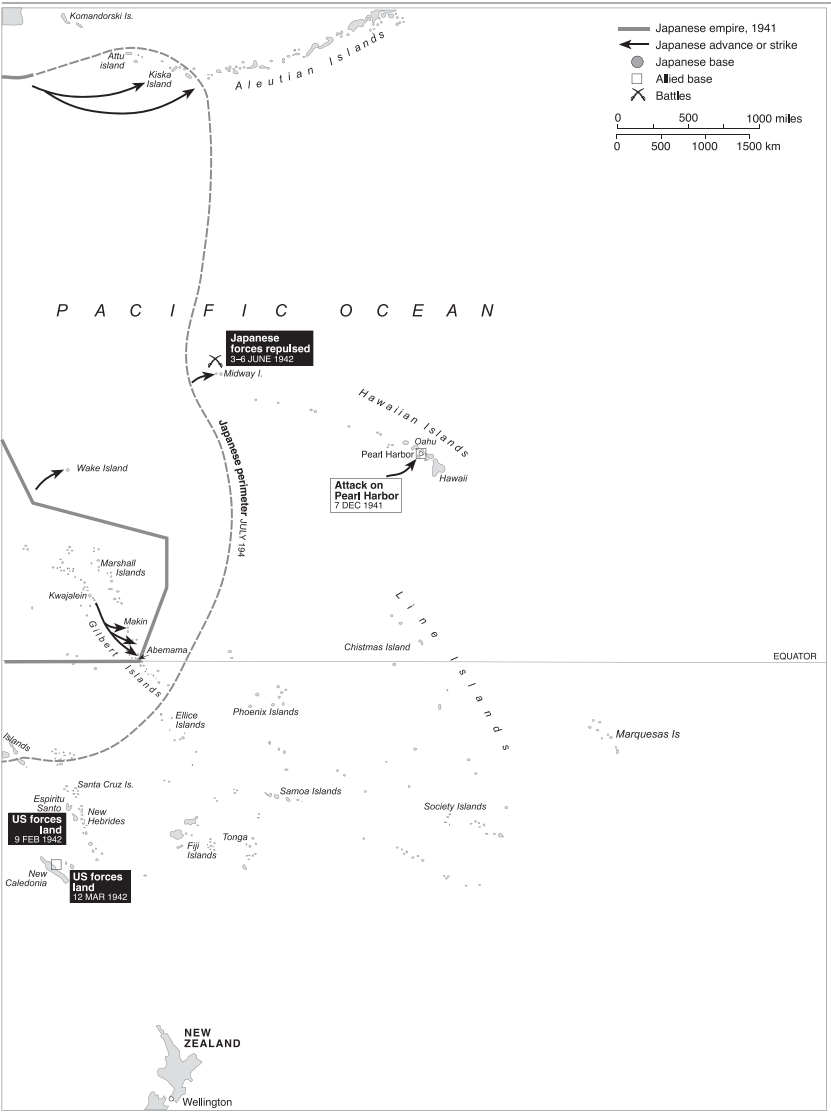 Komandorski Is.
Attu
island
Kiska
Island
Aleutian Islands
Japanese empire, 1941
Japanese advance or strike
Japanese base
Allied base
Battles
0 500 1000 miles
0 500 1000 1500 km
PACIFIC OCEAN
Japanese
forces repulsed
3–6 JUNE 1942
Midway I.
Japanese perimeter JULY 194
Hawaiian Islands
Oahu
Pearl Harbor
Hawaii
Attack on
Pearl Harbor
7 DEC 1941
Wake Island
Marshall
Islands
Kwajalein
Makin
Abemama
Gilbert Islands
Line Islands
Chistmas Island
EQUATOR
Phoenix Islands
Ellice
Islands
Marquesas Is
Islands
Santa Cruz Is.
Espiritu
Santo
New
Hebrides
US forces
land
9 FEB 1942
Samoa Islands
Society Islands
Fiji
Islands
Tonga
New
Caledonia
US forces
land
12 MAR 1942
NEW
ZEALAND
Wellington